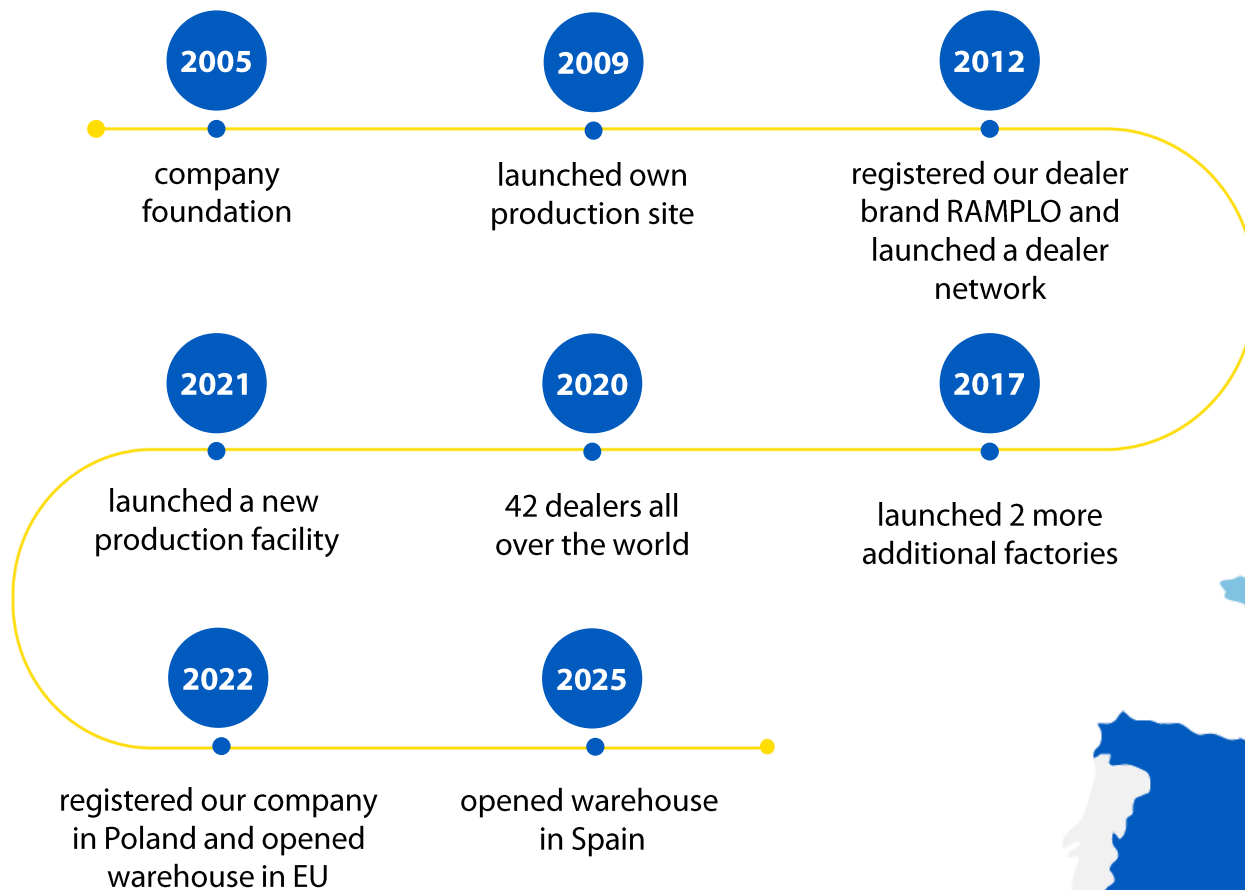 2005
company
foundation
2009
launched own
production site
2012
registered our dealer
brand RAMPLO and
launched a dealer
network
2017
launched 2 more
additional factories
2020
42 dealers all
over the world
2021
launched a new
production facility
2022
registered our company
in Poland and opened
warehouse in EU
2025
opened warehouse
in Spain